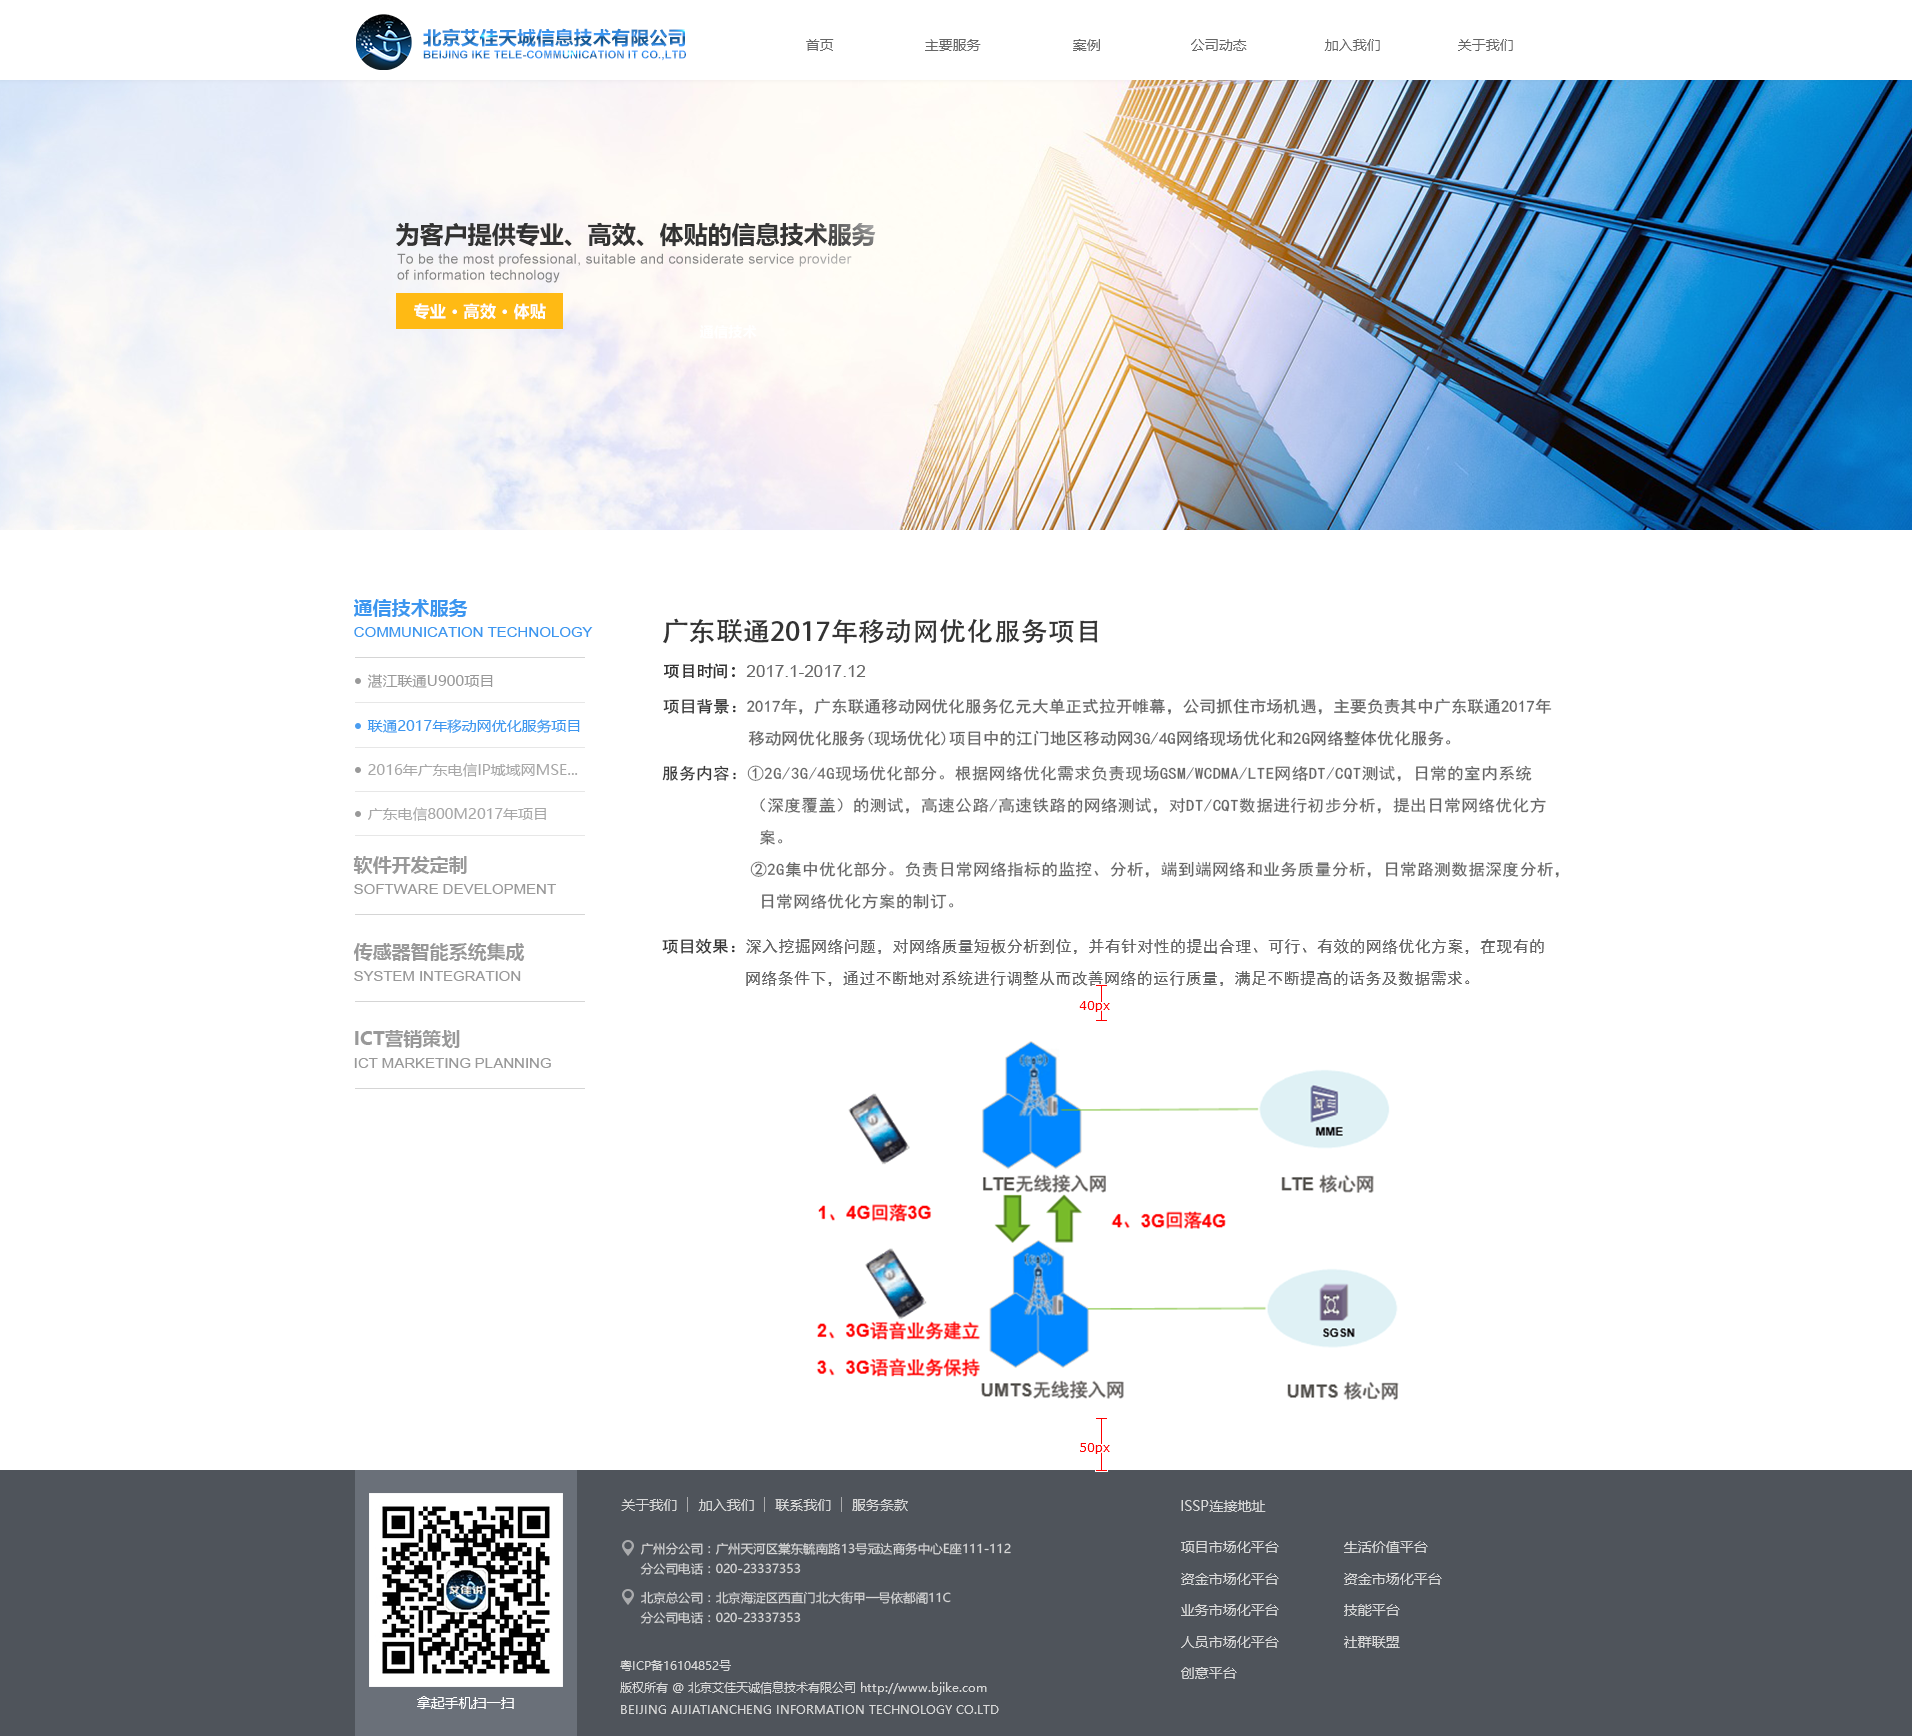 北京艾佳天诚信息技术有限公司
BEIJING IKE TELE-COMMUNICATION IT CO.,LTD
首页 主要服务 案例 公司动态 加入我们 关于我们
为客户提供专业、高效、体贴的信息技术服务
To be the most professional, suitable and considerate service provider
of information technology
专业·高效·体贴
通信技术服务
COMMUNICATION TECHNOLOGY
湛江联通U900项目
联通2017年移动网优化服务项目
2016年广东电信IP城域网MSE...
广东电信800M2017年项目
软件开发定制
SOFTWARE DEVELOPMENT
传感器智能系统集成
SYSTEM INTEGRATION
ICT营销策划
ICT MARKETING PLANNING
广东联通2017年移动网优化服务项目
项目时间：2017.1-2017.12
项目背景：2017年，广东联通移动网优化服务亿元大单正式拉开帷幕，公司抓住市场机遇，主要负责其中广东联通2017年
移动网优化服务(现场优化)项目中的江门地区移动网3G/4G网络现场优化和2G网络整体优化服务。
服务内容：①2G/3G/4G现场优化部分。根据网络优化需求负责现场GSM/WCDMA/LTE网络DT/CQT测试，日常的室内系统
（深度覆盖）的测试，高速公路/高速铁路的网络测试，对DT/CQT数据进行初步分析，提出日常网络优化方
案。
②2G集中优化部分。负责日常网络指标的监控、分析，端到端网络和业务质量分析，日常路测数据深度分析，
日常网络优化方案的制订。
项目效果：深入挖掘网络问题，对网络质量短板分析到位，并有针对性的提出合理、可行、有效的网络优化方案，在现有的
网络条件下，通过不断地对系统进行调整从而改善网络的运行质量，满足不断提高的话务及数据需求。
40px
MME
LTE无线接入网
LTE 核心网
1、4G回落3G
4、3G回落4G
2、3G语音业务建立
3、3G语音业务保持
SGSN
UMTS无线接入网
UMTS 核心网
50px
艾佳说
拿起手机扫一扫
关于我们 | 加入我们 | 联系我们 | 服务条款
广州分公司：广州天河区棠东毓南路13号冠达商务中心E座111-112
分公司电话：020-23337353
北京总公司：北京海淀区西直门北大街甲一号依都阁11C
分公司电话：020-23337353
粤ICP备16104852号
版权所有 @ 北京艾佳天诚信息技术有限公司 http://www.bjike.com
BEIJING AIJIATIANCHENG INFORMATION TECHNOLOGY CO.LTD
ISSP连接地址
项目市场化平台 生活价值平台
资金市场化平台 资金市场化平台
业务市场化平台 技能平台
人员市场化平台 社群联盟
创意平台